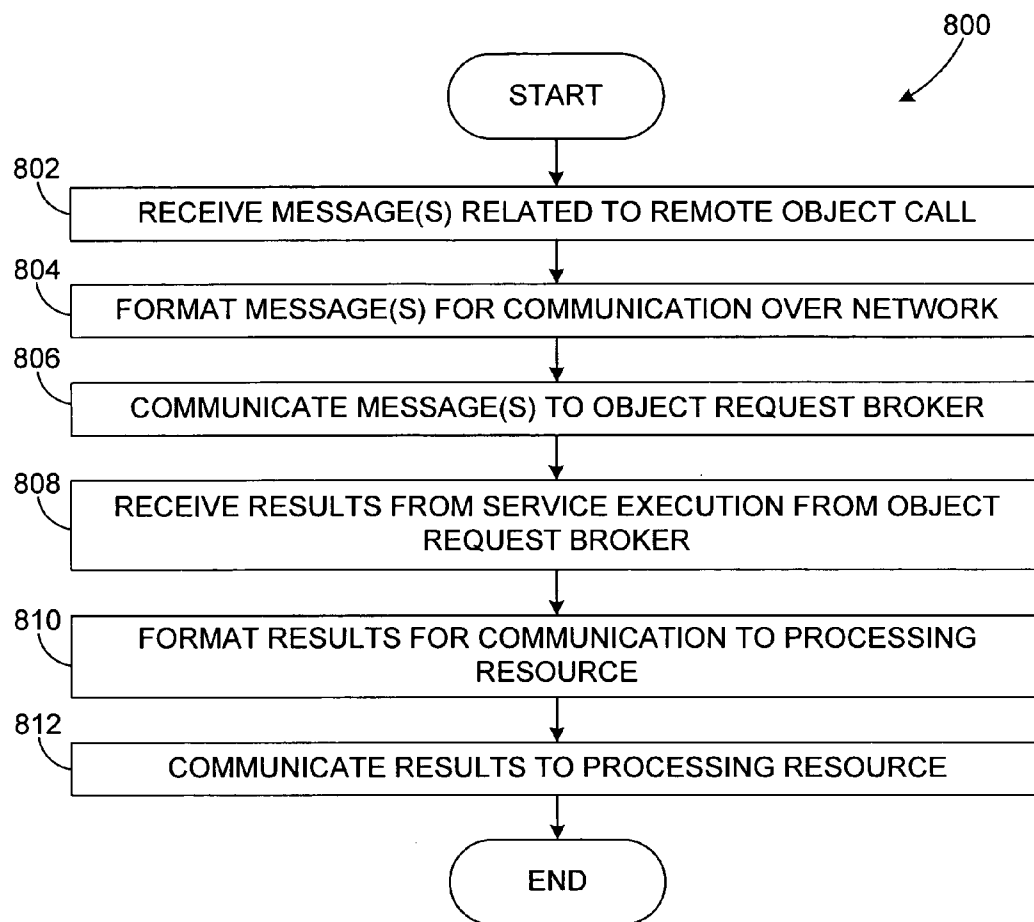 800
START
802
RECEIVE MESSAGE(S) RELATED TO REMOTE OBJECT CALL
804
FORMAT MESSAGE(S) FOR COMMUNICATION OVER NETWORK
806
COMMUNICATE MESSAGE(S) TO OBJECT REQUEST BROKER
808
RECEIVE RESULTS FROM SERVICE EXECUTION FROM OBJECT
REQUEST BROKER
810
FORMAT RESULTS FOR COMMUNICATION TO PROCESSING
RESOURCE
812
COMMUNICATE RESULTS TO PROCESSING RESOURCE
END